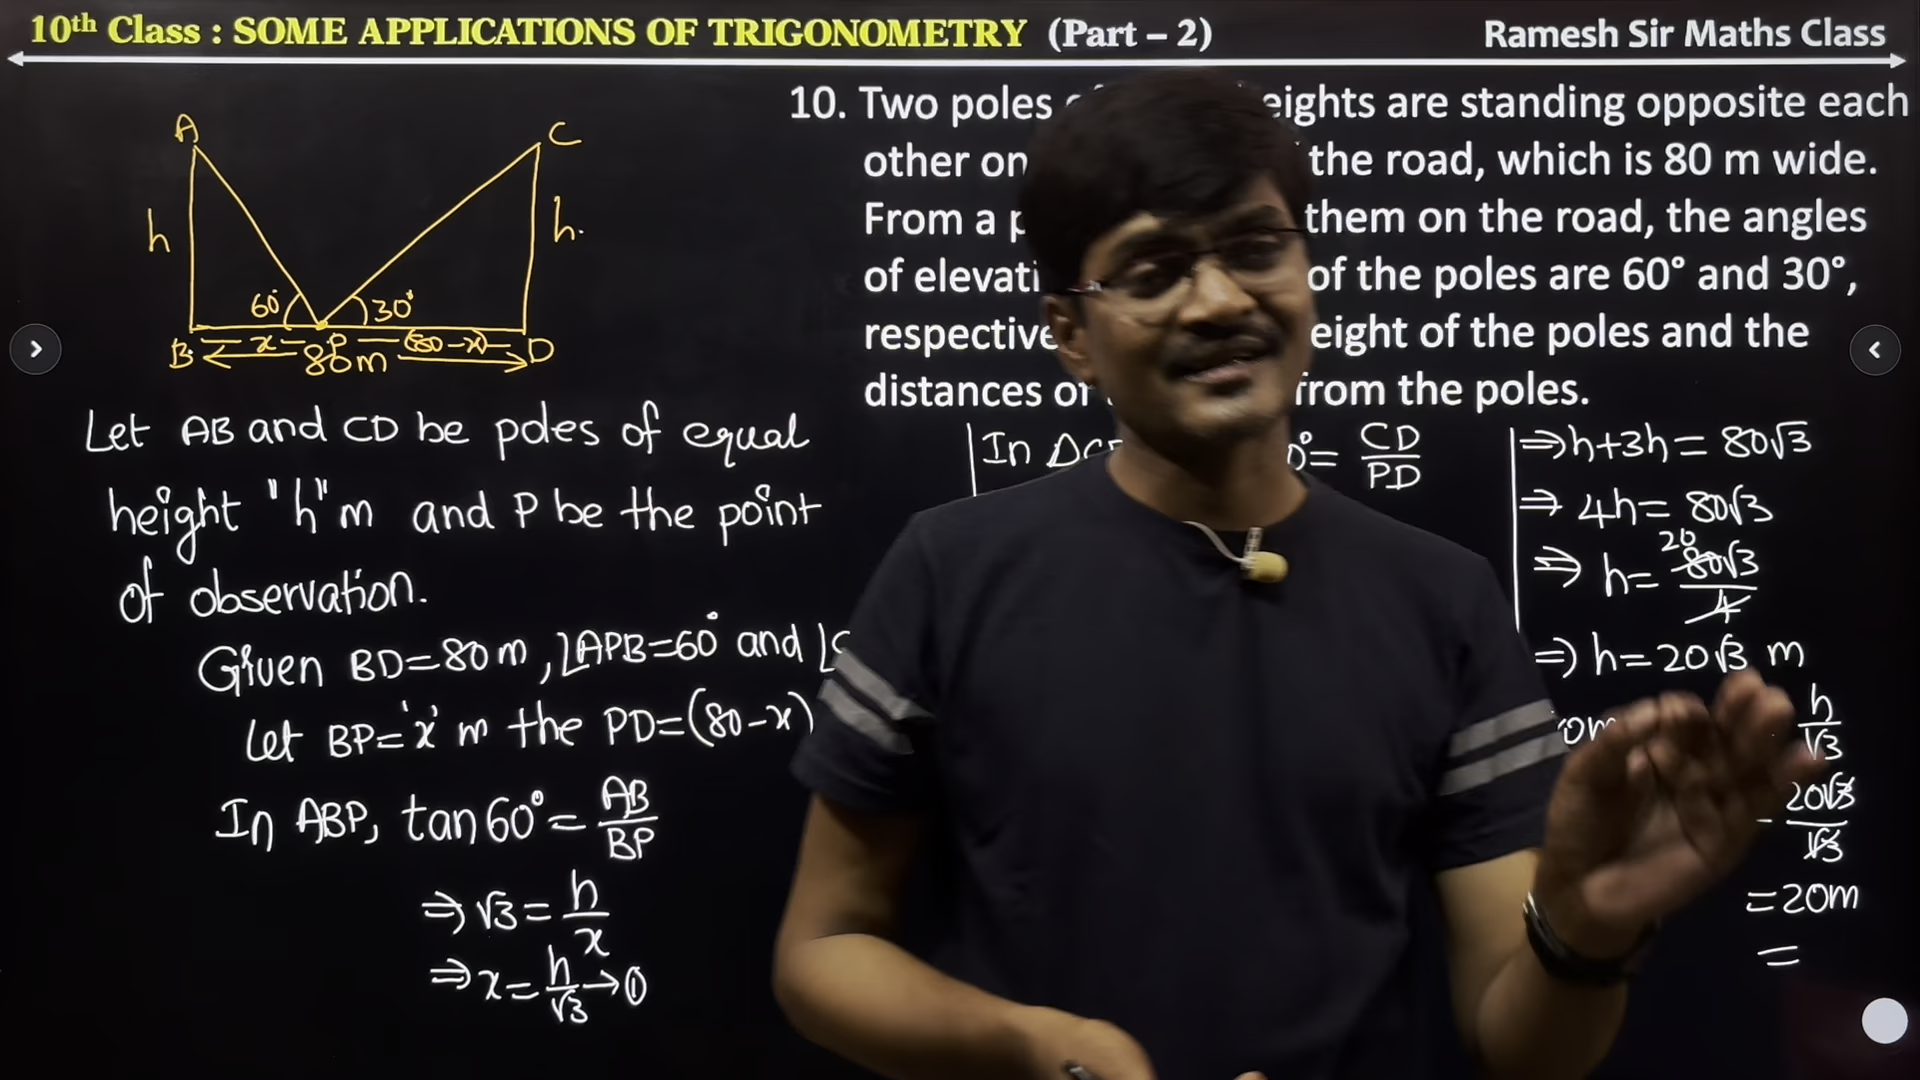 10th Class : SOME APPLICATIONS OF TRIGONOMETRY (Part – 2)
Ramesh Sir Maths Class
A
C
h
h.
60°
30°
B
x
P
(80-x)
D
80m
10. Two poles eights are standing opposite each
other on the road, which is 80 m wide.
From a them on the road, the angles
of elevati of the poles are 60° and 30°,
respective eight of the poles and the
distances from the poles.
Let AB and CD be poles of equal
height "h" m and P be the point
of observation.
Given BD=80m, ∠APB=60° and
Let BP='x' m the PD=(80-x)
In ABP, tan60° = AB/BP
⇒ √3 = h/x
⇒ x = h/√3 → ①
In = CD/PD
⇒ h+3h = 80√3
⇒ 4h = 80√3
20
⇒ h = 80√3/4
⇒ h = 20√3 m
h/√3
20√3/√3
= 20m
=